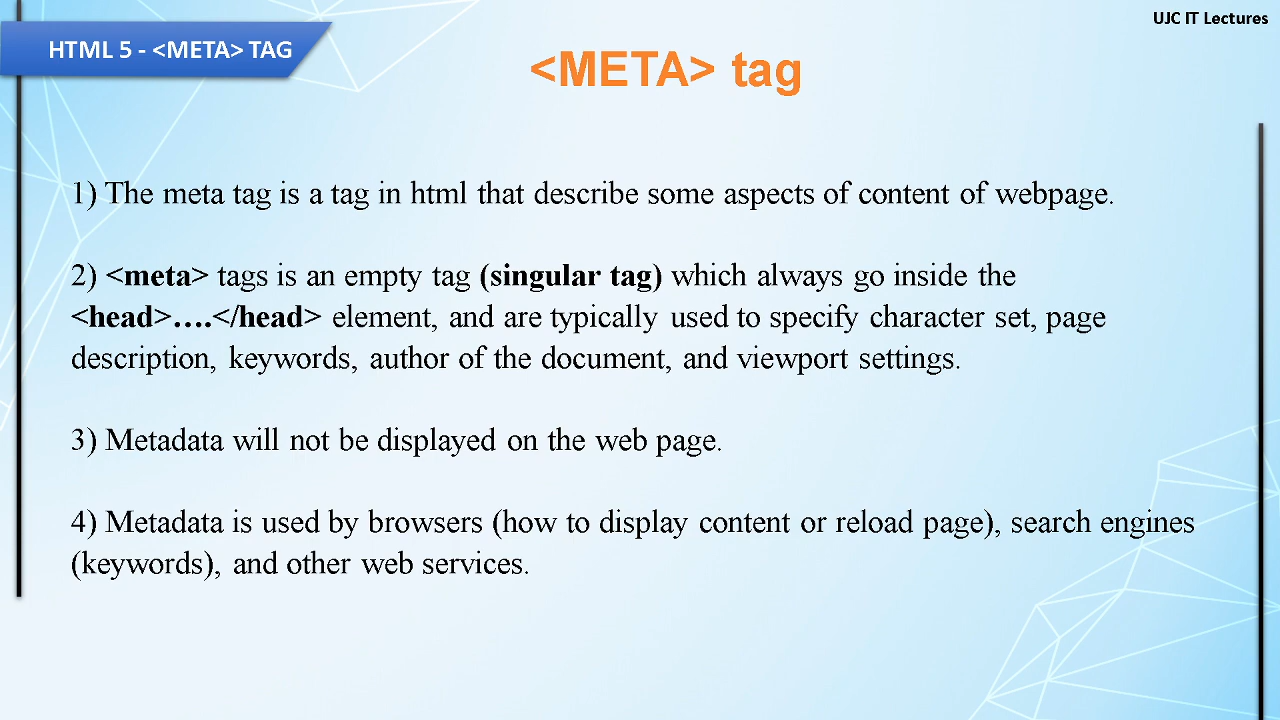 UJC IT Lectures
HTML 5 - <META> TAG
<META> tag
1) The meta tag is a tag in html that describe some aspects of content of webpage.
2) <meta> tags is an empty tag (singular tag) which always go inside the
<head>….</head> element, and are typically used to specify character set, page
description, keywords, author of the document, and viewport settings.
3) Metadata will not be displayed on the web page.
4) Metadata is used by browsers (how to display content or reload page), search engines
(keywords), and other web services.